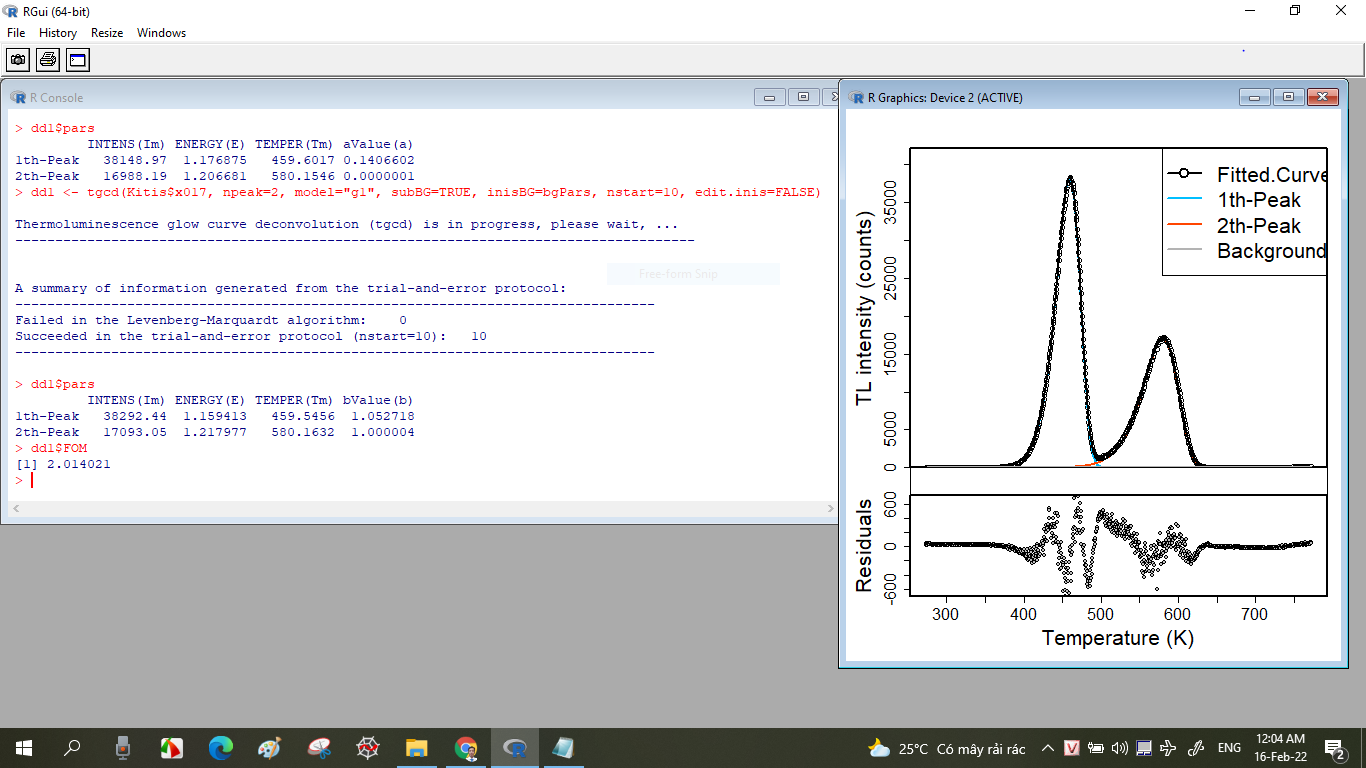 RGui (64-bit)
File History Resize Windows
R Console
> dd1$pars
INTENS(Im) ENERGY(E) TEMPER(Tm) aValue(a)
1th-Peak 38148.97 1.176875 459.6017 0.1406602
2th-Peak 16988.19 1.206681 580.1546 0.0000001
> dd1 <- tgcd(Kitis$x017, npeak=2, model="g1", subBG=TRUE, inisBG=bgPars, nstart=10, edit.inis=FALSE)
Thermoluminescence glow curve deconvolution (tgcd) is in progress, please wait, ...
-------------------------------------------------------------------------------------
Free-form Snip
A summary of information generated from the trial-and-error protocol:
--------------------------------------------------------------------------------
Failed in the Levenberg-Marquardt algorithm: 0
Succeeded in the trial-and-error protocol (nstart=10): 10
--------------------------------------------------------------------------------
> dd1$pars
INTENS(Im) ENERGY(E) TEMPER(Tm) bValue(b)
1th-Peak 38292.44 1.159413 459.5456 1.052718
2th-Peak 17093.05 1.217977 580.1632 1.000004
> dd1$FOM
[1] 2.014021
>
R Graphics: Device 2 (ACTIVE)
Fitted.Curve
1th-Peak
2th-Peak
Background
TL intensity (counts)
35000
25000
15000
5000
0
Residuals
600
0
-600
300 400 500 600 700
Temperature (K)
25°C Có mây rải rác
V
ENG
12:04 AM
16-Feb-22
2